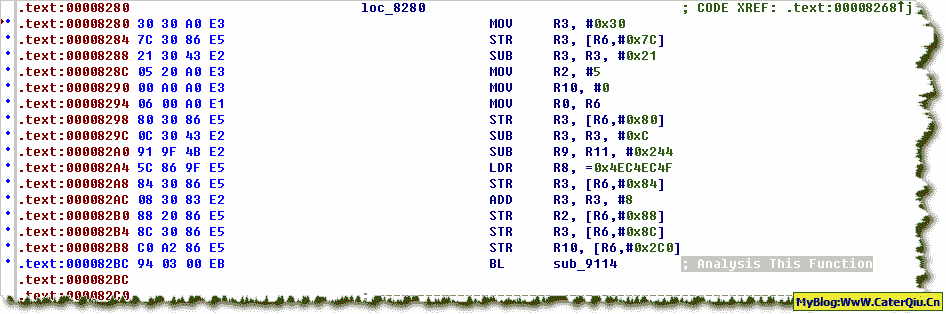 .text:00008280 loc_8280 ; CODE XREF: .text:00008268↑j
.text:00008280 30 30 A0 E3 MOV R3, #0x30
.text:00008284 7C 30 86 E5 STR R3, [R6,#0x7C]
.text:00008288 21 30 43 E2 SUB R3, R3, #0x21
.text:0000828C 05 20 A0 E3 MOV R2, #5
.text:00008290 00 A0 A0 E3 MOV R10, #0
.text:00008294 06 00 A0 E1 MOV R0, R6
.text:00008298 80 30 86 E5 STR R3, [R6,#0x80]
.text:0000829C 0C 30 43 E2 SUB R3, R3, #0xC
.text:000082A0 91 9F 4B E2 SUB R9, R11, #0x244
.text:000082A4 5C 86 9F E5 LDR R8, =0x4EC4EC4F
.text:000082A8 84 30 86 E5 STR R3, [R6,#0x84]
.text:000082AC 08 30 83 E2 ADD R3, R3, #8
.text:000082B0 88 20 86 E5 STR R2, [R6,#0x88]
.text:000082B4 8C 30 86 E5 STR R3, [R6,#0x8C]
.text:000082B8 C0 A2 86 E5 STR R10, [R6,#0x2C0]
.text:000082BC 94 03 00 EB BL sub_9114 ; Analysis This Function
.text:000082BC
.text:000082C0
MyBlog:WwW.CaterQiu.Cn